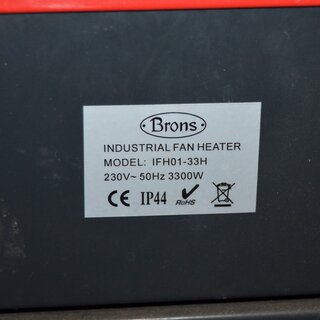 Brons
INDUSTRIAL FAN HEATER
MODEL: IFH01-33H
230V~ 50Hz 3300W
CE IP44 RoHS